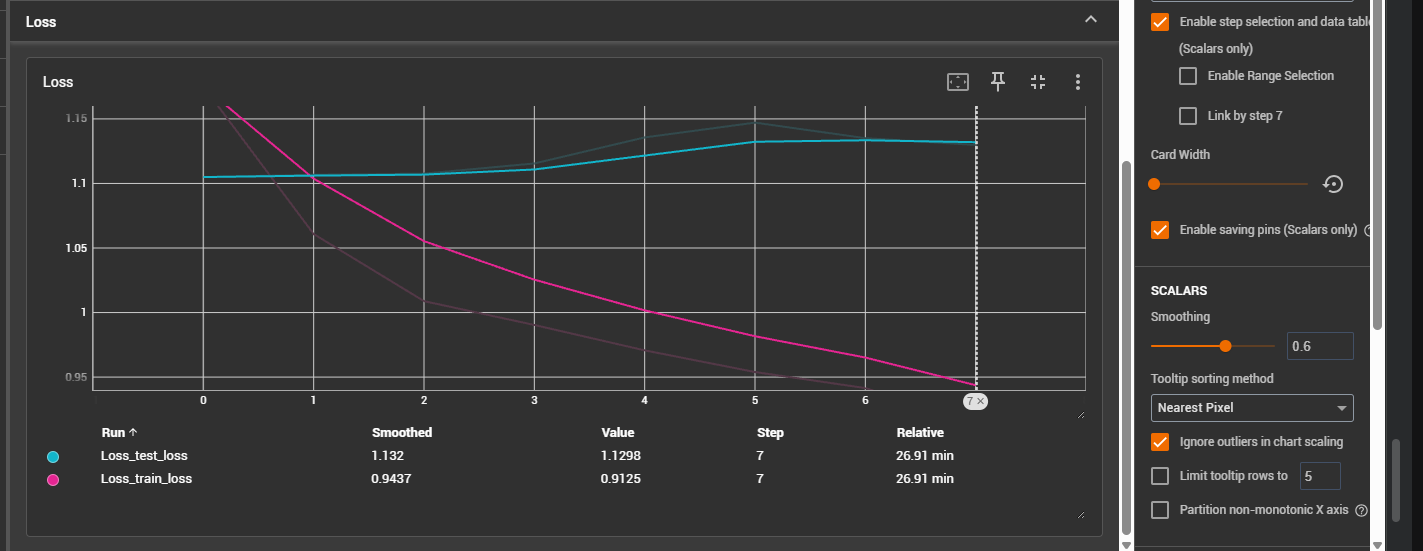 Loss
Loss
1.15
1.1
1.05
1
0.95
0 1 2 3 4 5 6 7 ×
Run ↑ Smoothed Value Step Relative
Loss_test_loss 1.132 1.1298 7 26.91 min
Loss_train_loss 0.9437 0.9125 7 26.91 min
Enable step selection and data table
(Scalars only)
Enable Range Selection
Link by step 7
Card Width
Enable saving pins (Scalars only)
SCALARS
Smoothing
0.6
Tooltip sorting method
Nearest Pixel
Ignore outliers in chart scaling
Limit tooltip rows to 5
Partition non-monotonic X axis ?